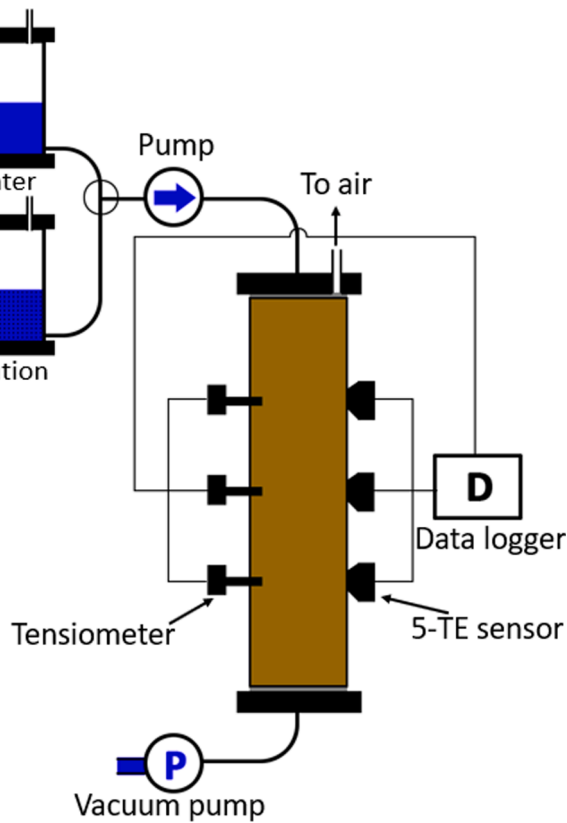 Pump
To air
ter
tion
D
Data logger
Tensiometer
5-TE sensor
P
Vacuum pump